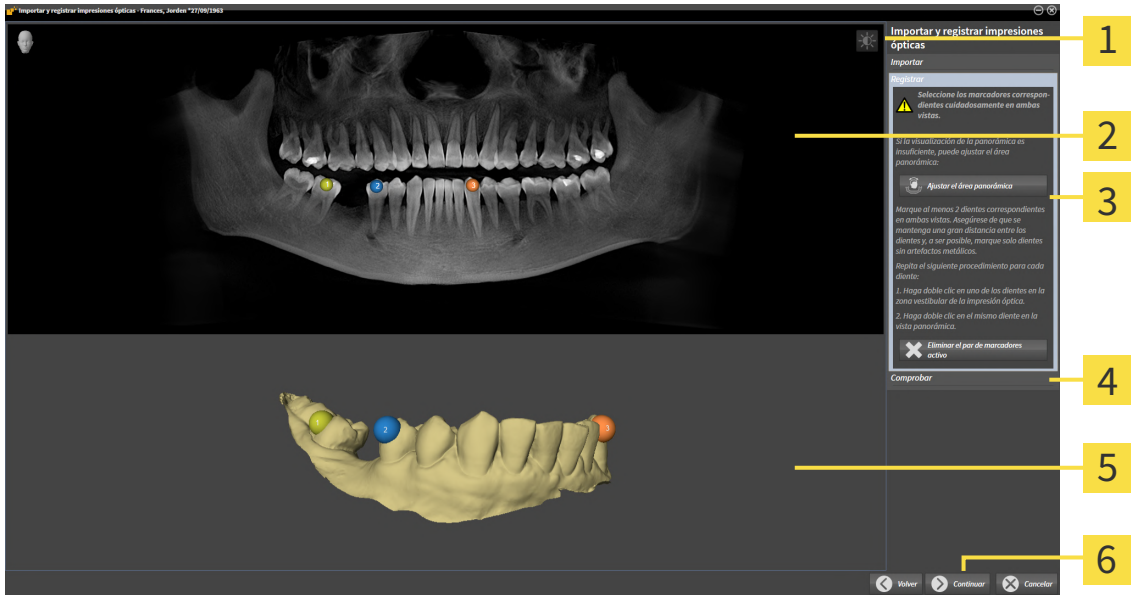 Importar y registrar impresiones ópticas - Frances, Jorden *27/09/1963
Importar y registrar impresiones
ópticas
Importar
Registrar
Seleccione los marcadores correspon-
dientes cuidadosamente en ambas
vistas.
Si la visualización de la panorámica es
insuficiente, puede ajustar el área
panorámica:
Ajustar el área panorámica
Marque al menos 2 dientes correspondientes
en ambas vistas. Asegúrese de que se
mantenga una gran distancia entre los
dientes y, a ser posible, marque solo dientes
sin artefactos metálicos.
Repita el siguiente procedimiento para cada
diente:
1. Haga doble clic en uno de los dientes en la
zona vestibular de la impresión óptica.
2. Haga doble clic en el mismo diente en la
vista panorámica.
Eliminar el par de marcadores
activo
Comprobar
1
2
3
2
3
Volver
Continuar
Cancelar
1
2
3
4
5
6